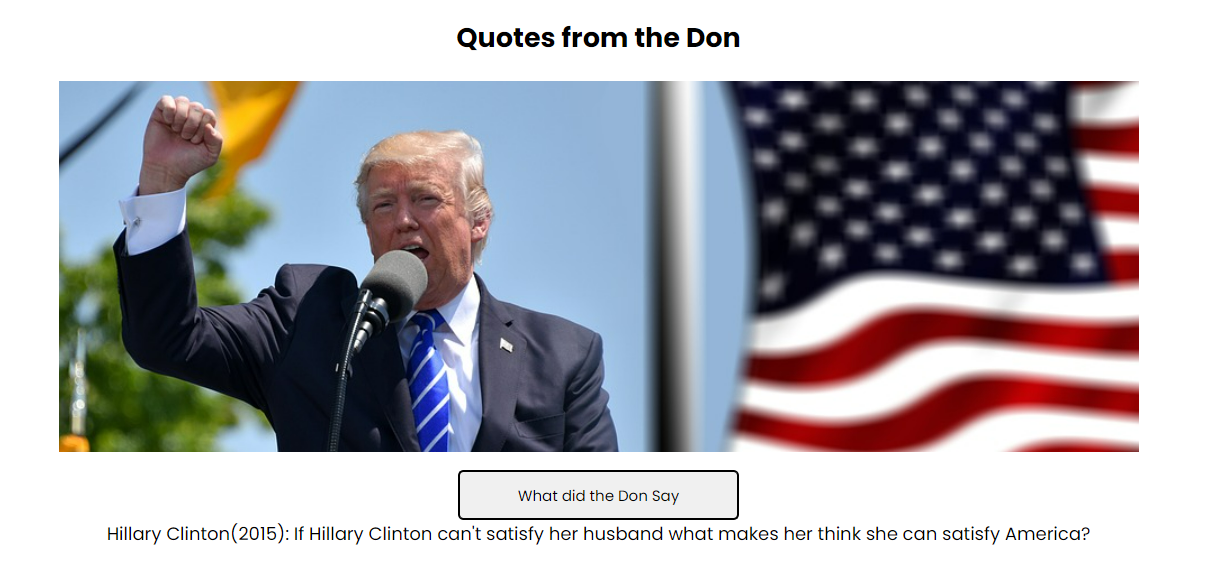 Quotes from the Don
What did the Don Say
Hillary Clinton(2015): If Hillary Clinton can't satisfy her husband what makes her think she can satisfy America?